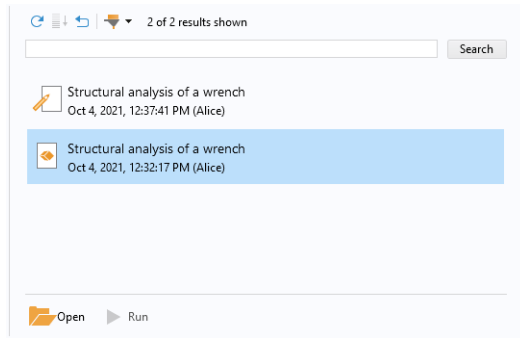 2 of 2 results shown
Search
Structural analysis of a wrench
Oct 4, 2021, 12:37:41 PM (Alice)
Structural analysis of a wrench
Oct 4, 2021, 12:32:17 PM (Alice)
Open Run